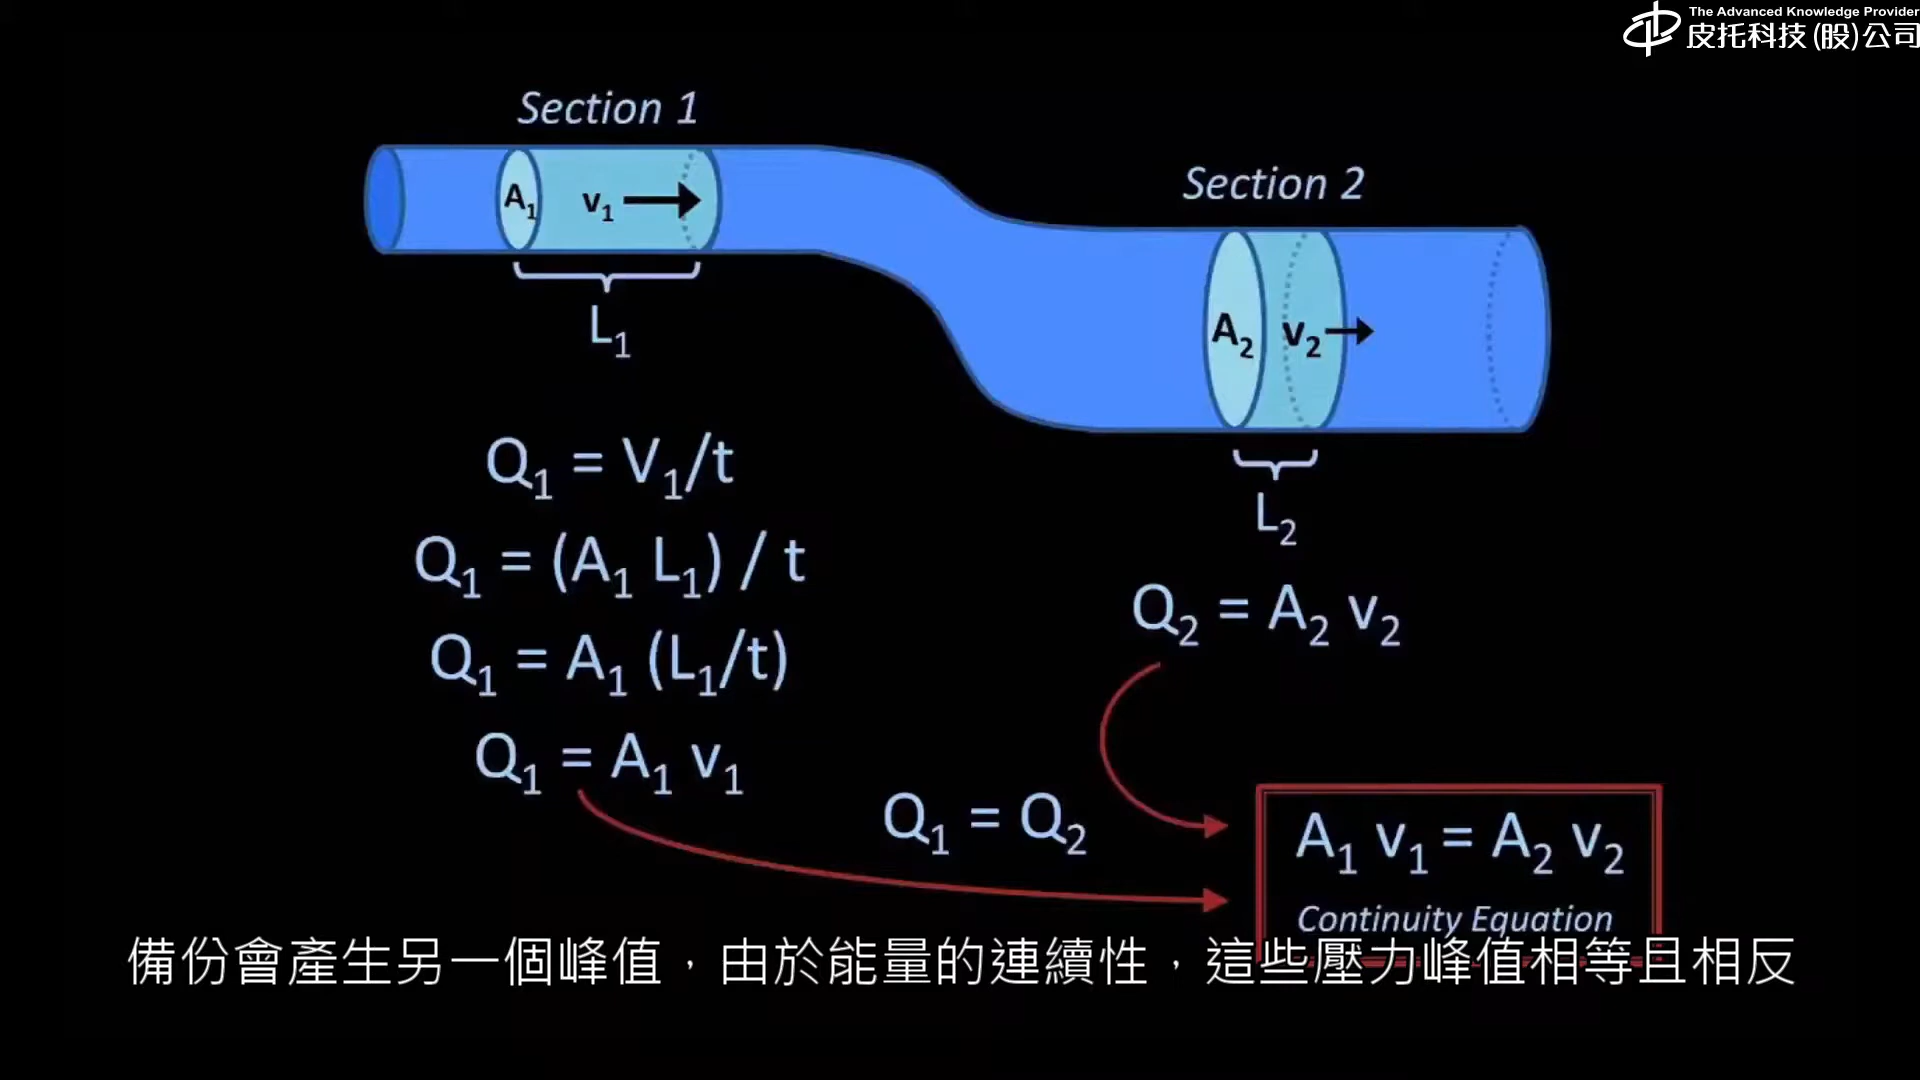 The Advanced Knowledge Provider
皮托科技(股)公司
Section 1
Section 2
A₁
v₁
L₁
A₂
v₂
L₂
Q₁ = V₁/t
Q₁ = (A₁ L₁) / t
Q₁ = A₁ (L₁/t)
Q₁ = A₁ v₁
Q₂ = A₂ v₂
Q₁ = Q₂
A₁ v₁ = A₂ v₂
Continuity Equation
備份會產生另一個峰值，由於能量的連續性，這些壓力峰值相等且相反